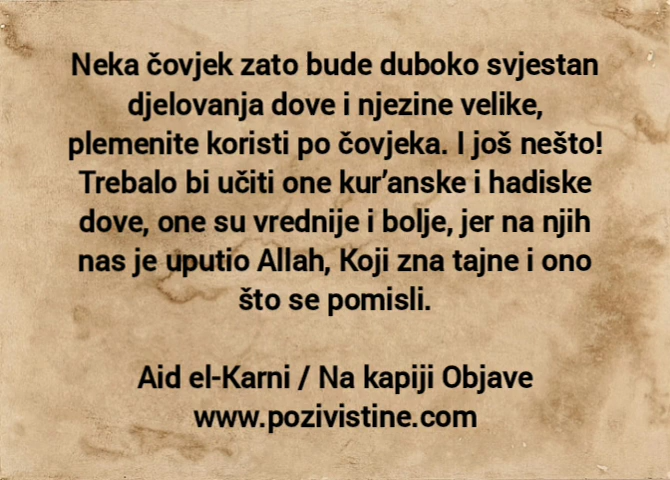 Neka čovjek zato bude duboko svjestan
djelovanja dove i njezine velike,
plemenite koristi po čovjeka. I još nešto!
Trebalo bi učiti one kur’anske i hadiske
dove, one su vrednije i bolje, jer na njih
nas je uputio Allah, Koji zna tajne i ono
što se pomisli.
Aid el-Karni / Na kapiji Objave
www.pozivistine.com